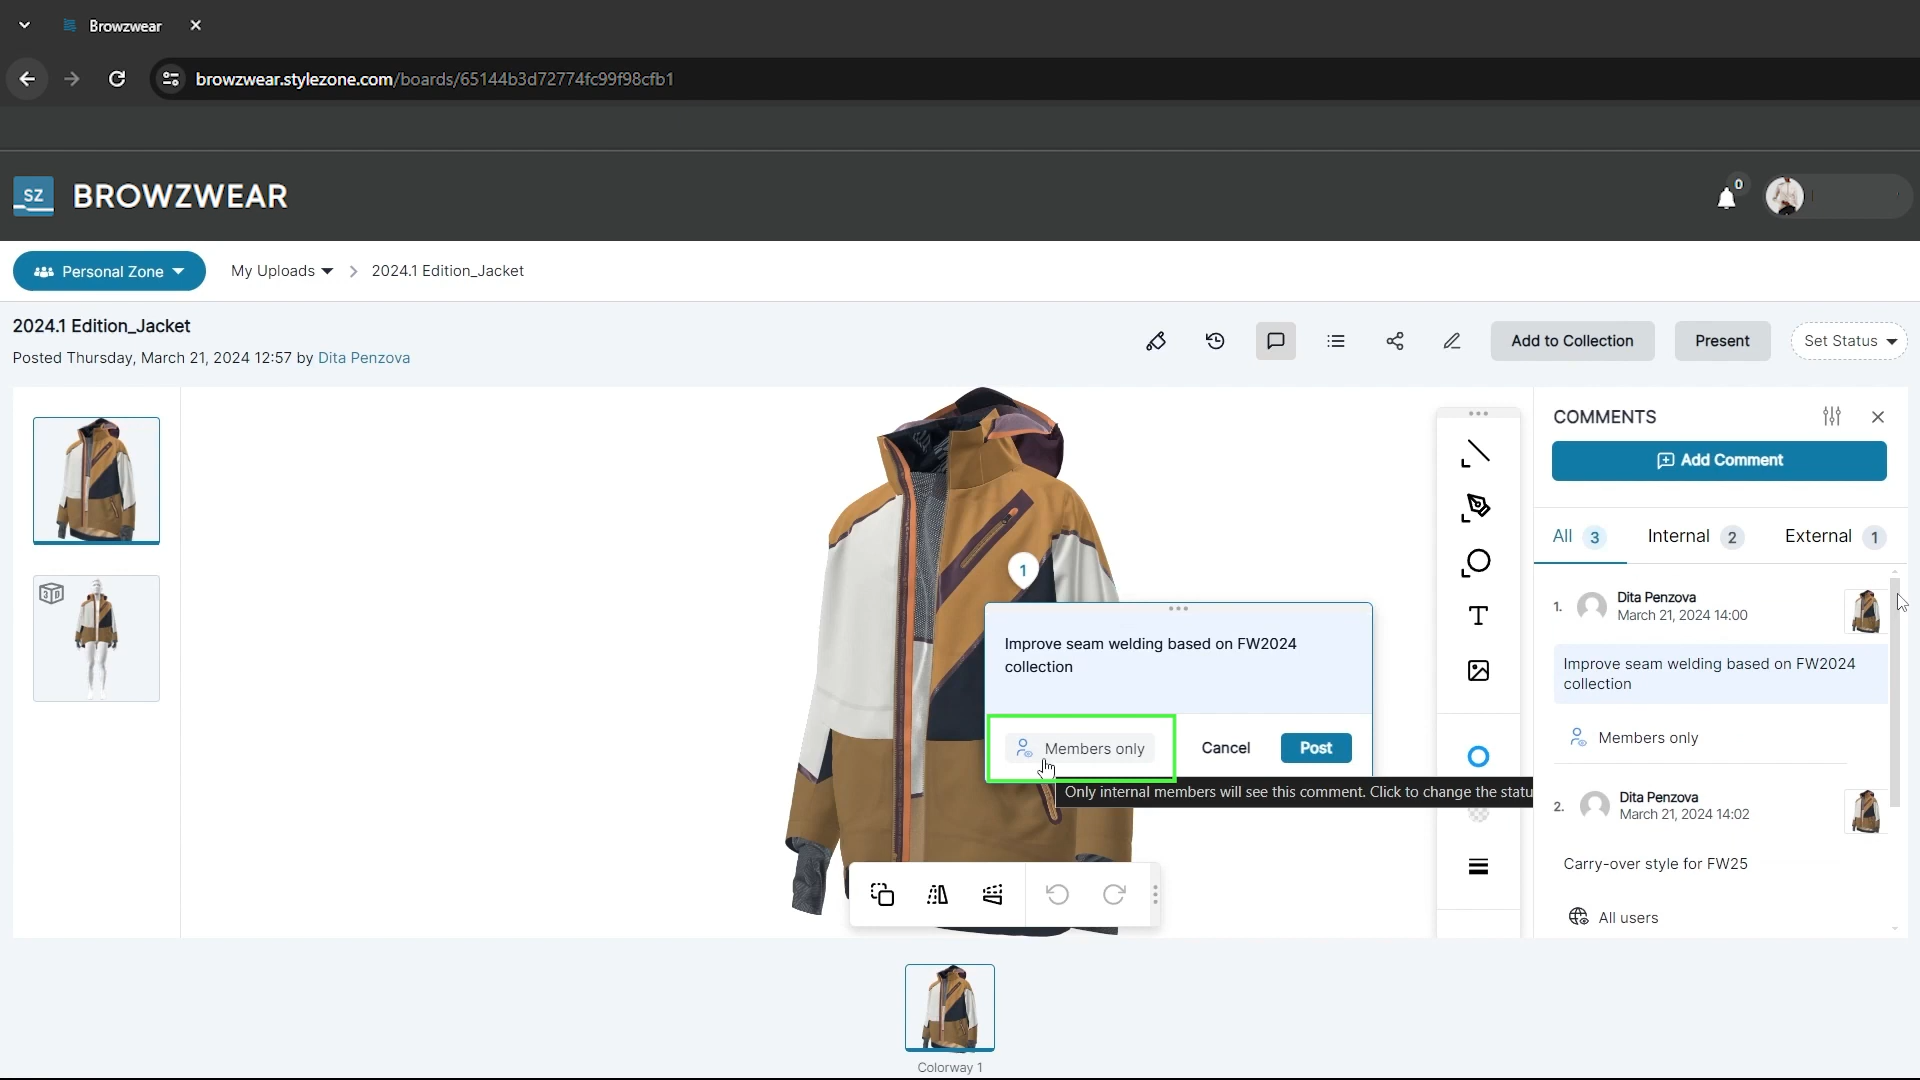 Browzwear
browzwear.stylezone.com/boards/65144b3d72774fc99f98cfb1
SZ BROWZWEAR
0
Personal Zone
My Uploads > 2024.1 Edition_Jacket
2024.1 Edition_Jacket
Posted Thursday, March 21, 2024 12:57 by Dita Penzova
Add to Collection
Present
Set Status
3D
1
Improve seam welding based on FW2024
collection
Members only
Cancel
Post
Only internal members will see this comment. Click to change the statu
T
COMMENTS
Add Comment
All 3
Internal 2
External 1
1.
Dita Penzova
March 21, 2024 14:00
Improve seam welding based on FW2024
collection
Members only
2.
Dita Penzova
March 21, 2024 14:02
Carry-over style for FW25
All users
Colorway 1